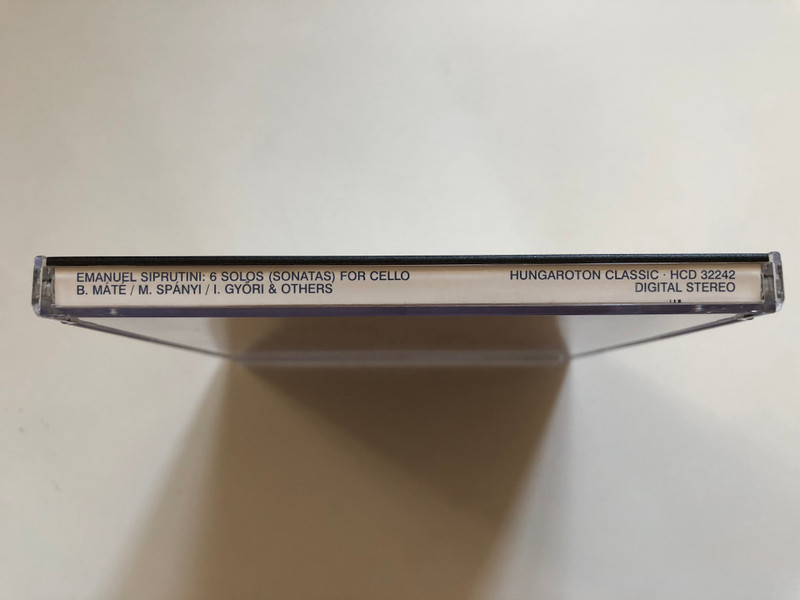 EMANUEL SIPRUTINI: 6 SOLOS (SONATAS) FOR CELLO
B. MÁTÉ / M. SPÁNYI / I. GYŐRI & OTHERS
HUNGAROTON CLASSIC · HCD 32242
DIGITAL STEREO